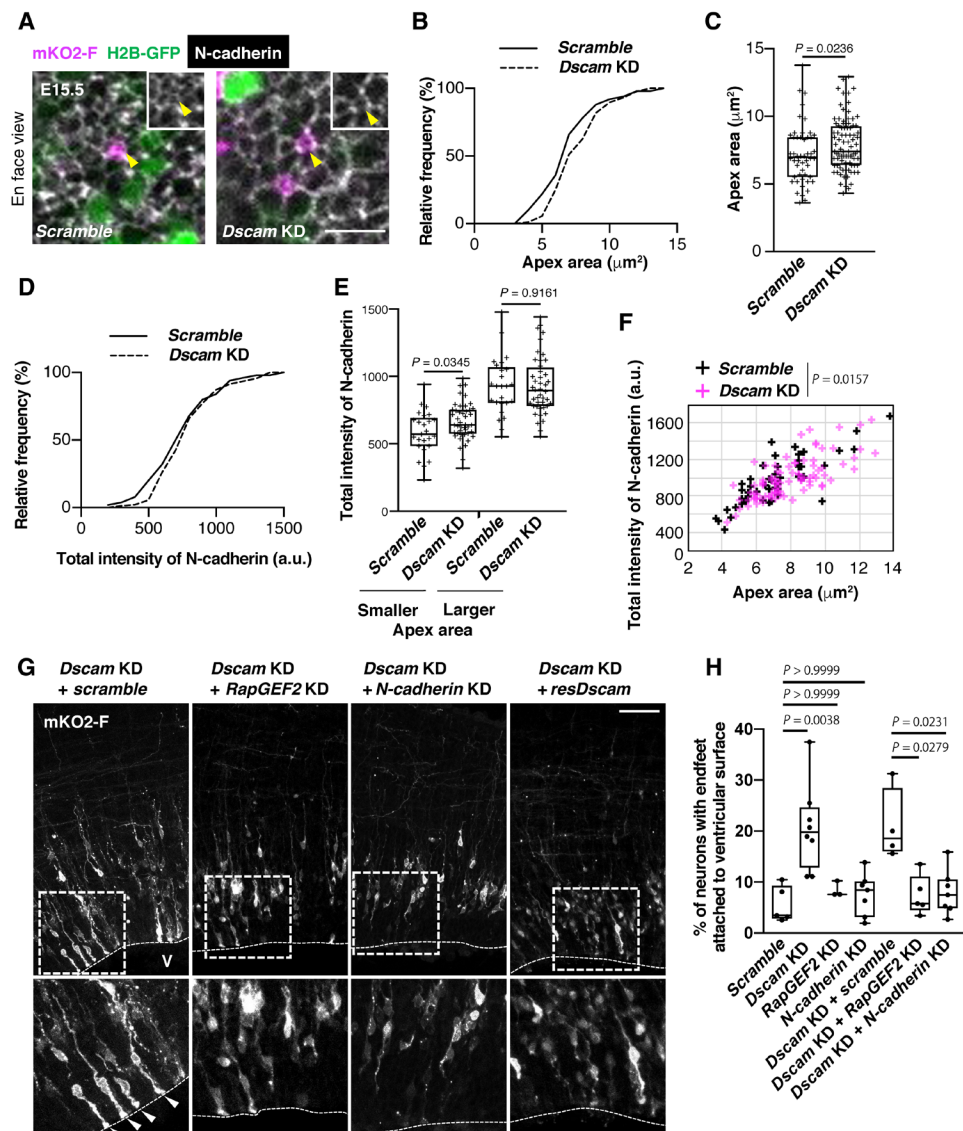 A
mKO2-F H2B-GFP N-cadherin
E15.5
En face view
Scramble
Dscam KD
B
Scramble
Dscam KD
Relative frequency (%)
100
50
0
0 5 10 15
Apex area (μm²)
C
P = 0.0236
Apex area (μm²)
15
10
5
0
Scramble
Dscam KD
D
Scramble
Dscam KD
Relative frequency (%)
100
50
0
0 500 1000 1500
Total intensity of N-cadherin (a.u.)
E
P = 0.9161
P = 0.0345
Total intensity of N-cadherin
1500
1000
500
0
Scramble
Dscam KD
Scramble
Dscam KD
Smaller Larger
Apex area
F
Scramble
Dscam KD
P = 0.0157
Total intensity of N-cadherin (a.u.)
1600
1200
800
400
2 4 6 8 10 12 14
Apex area (μm²)
G
Dscam KD
+ scramble
Dscam KD
+ RapGEF2 KD
Dscam KD
+ N-cadherin KD
Dscam KD
+ resDscam
mKO2-F
V
H
P > 0.9999
P > 0.9999
P = 0.0038
P = 0.0231
P = 0.0279
% of neurons with endfeet
attached to ventricular surface
40
30
20
10
0
Scramble
Dscam KD
RapGEF2 KD
N-cadherin KD
Dscam KD + scramble
Dscam KD + RapGEF2 KD
Dscam KD + N-cadherin KD